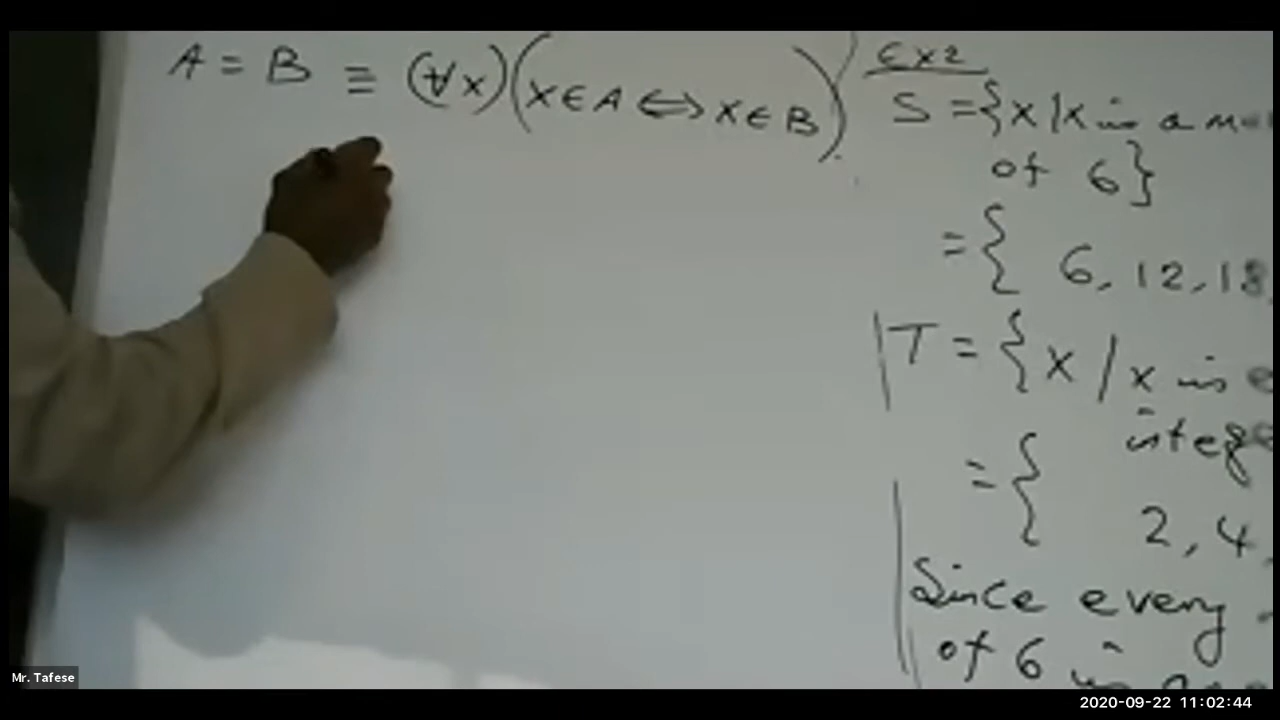 A = B ≡ (∀x)(x∈A ⟺ x∈B).
Ex2
S = {x | x is a
of 6}
= { 6, 12, 18,
T = {x / x is
= {
2, 4,
Since every
of 6 is
Mr. Tafese
2020-09-22 11:02:44